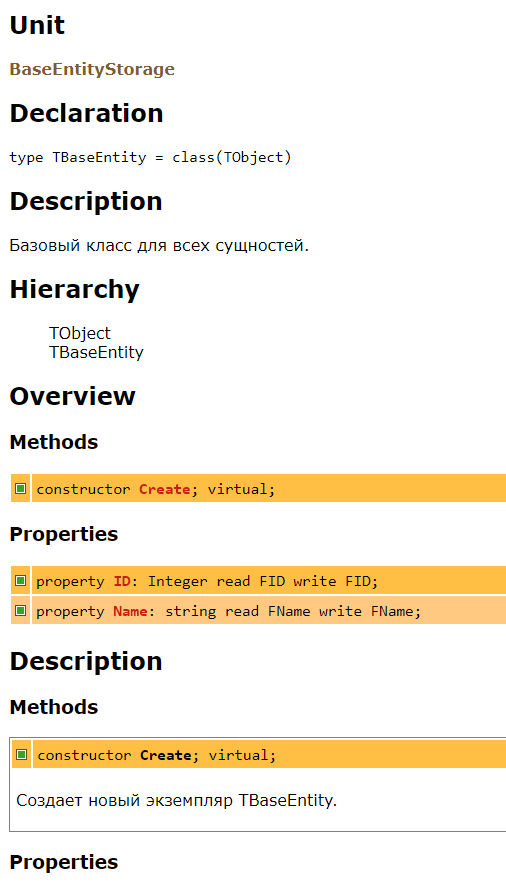 Unit
BaseEntityStorage
Declaration
type TBaseEntity = class(TObject)
Description
Базовый класс для всех сущностей.
Hierarchy
TObject
TBaseEntity
Overview
Methods
constructor Create; virtual;
Properties
property ID: Integer read FID write FID;
property Name: string read FName write FName;
Description
Methods
constructor Create; virtual;
Создает новый экземпляр TBaseEntity.
Properties